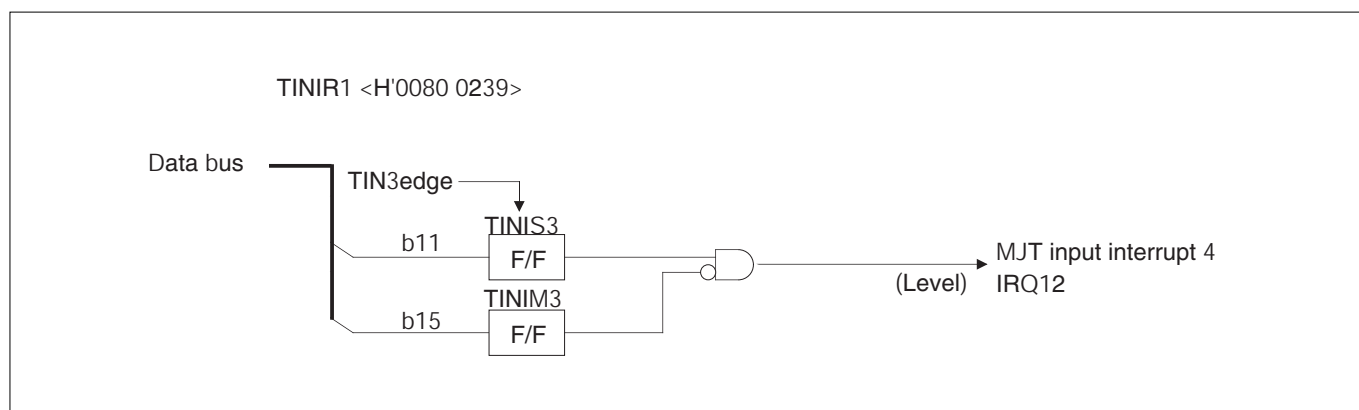 TINIR1 <H'0080 0239>
Data bus
TIN3edge
TINIS3
b11
F/F
TINIM3
b15
F/F
MJT input interrupt 4
(Level)
IRQ12